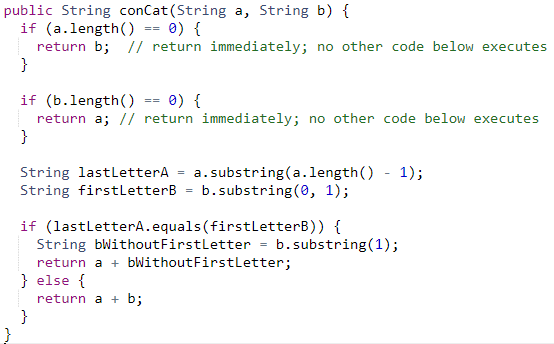 public String conCat(String a, String b) {
  if (a.length() == 0) {
    return b;  // return immediately; no other code below executes
  }

  if (b.length() == 0) {
    return a; // return immediately; no other code below executes
  }

  String lastLetterA = a.substring(a.length() - 1);
  String firstLetterB = b.substring(0, 1);

  if (lastLetterA.equals(firstLetterB)) {
    String bWithoutFirstLetter = b.substring(1);
    return a + bWithoutFirstLetter;
  } else {
    return a + b;
  }
}